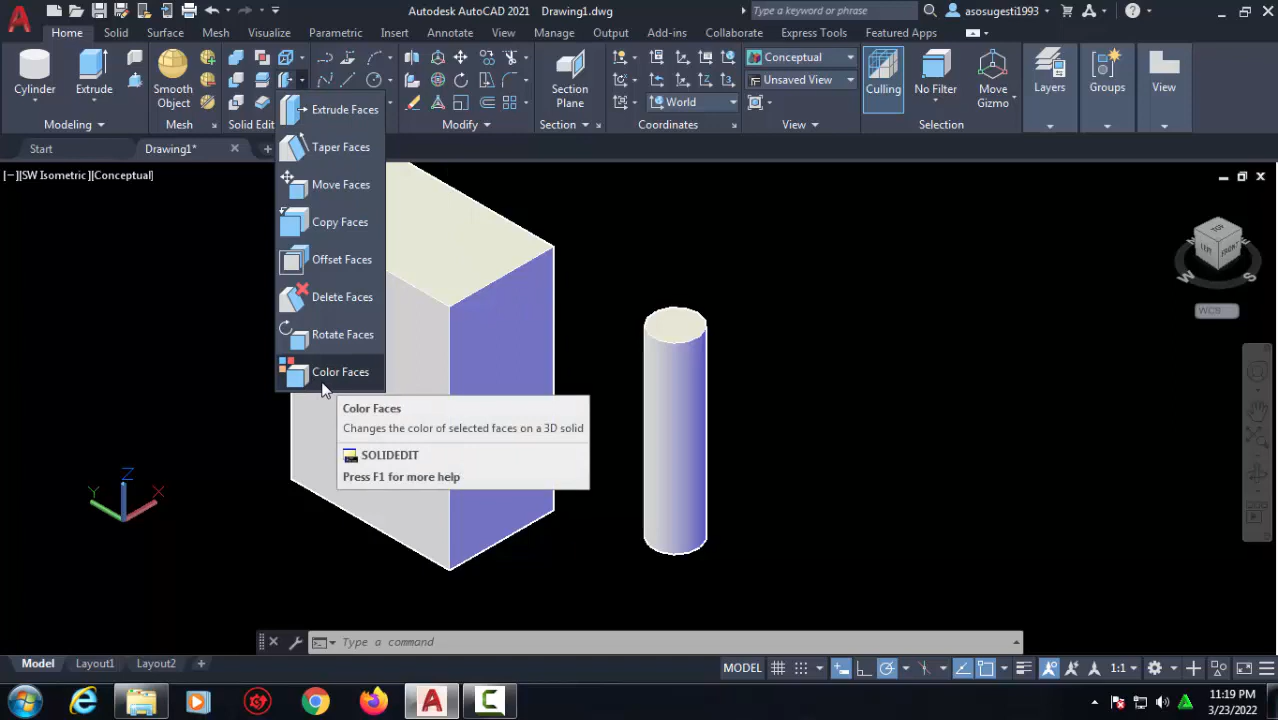 Autodesk AutoCAD 2021 Drawing1.dwg
Type a keyword or phrase
asosugesti1993
Home Solid Surface Mesh Visualize Parametric Insert Annotate View Manage Output Add-ins Collaborate Express Tools Featured Apps
Cylinder
Extrude
Smooth
Object
Section
Plane
Conceptual
Unsaved View
World
Culling
No Filter
Move
Gizmo
Layers
Groups
View
Modeling
Mesh
Solid Edit
Modify
Section
Coordinates
View
Selection
Start
Drawing1*
Extrude Faces
Taper Faces
Move Faces
Copy Faces
Offset Faces
Delete Faces
Rotate Faces
Color Faces
[−]|SW Isometric||Conceptual]
TOP
LEFT
FRONT
W
S
WCS
Color Faces
Changes the color of selected faces on a 3D solid
SOLIDEDIT
Press F1 for more help
Z
Y
X
Type a command
Model Layout1 Layout2 +
MODEL
1:1
11:19 PM
3/23/2022